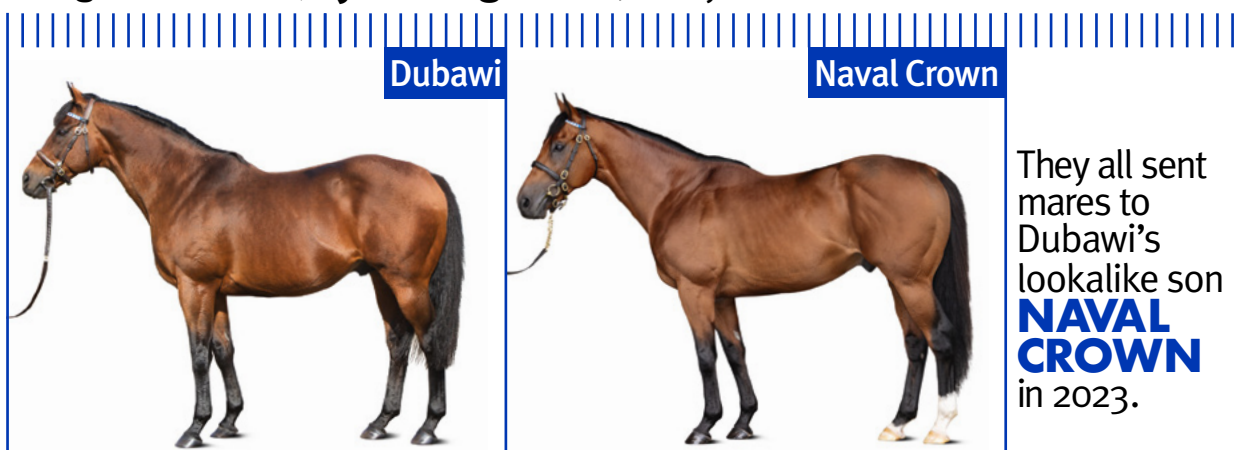 Dubawi
Naval Crown
They all sent
mares to
Dubawi's
lookalike son
NAVAL
CROWN
in 2023.